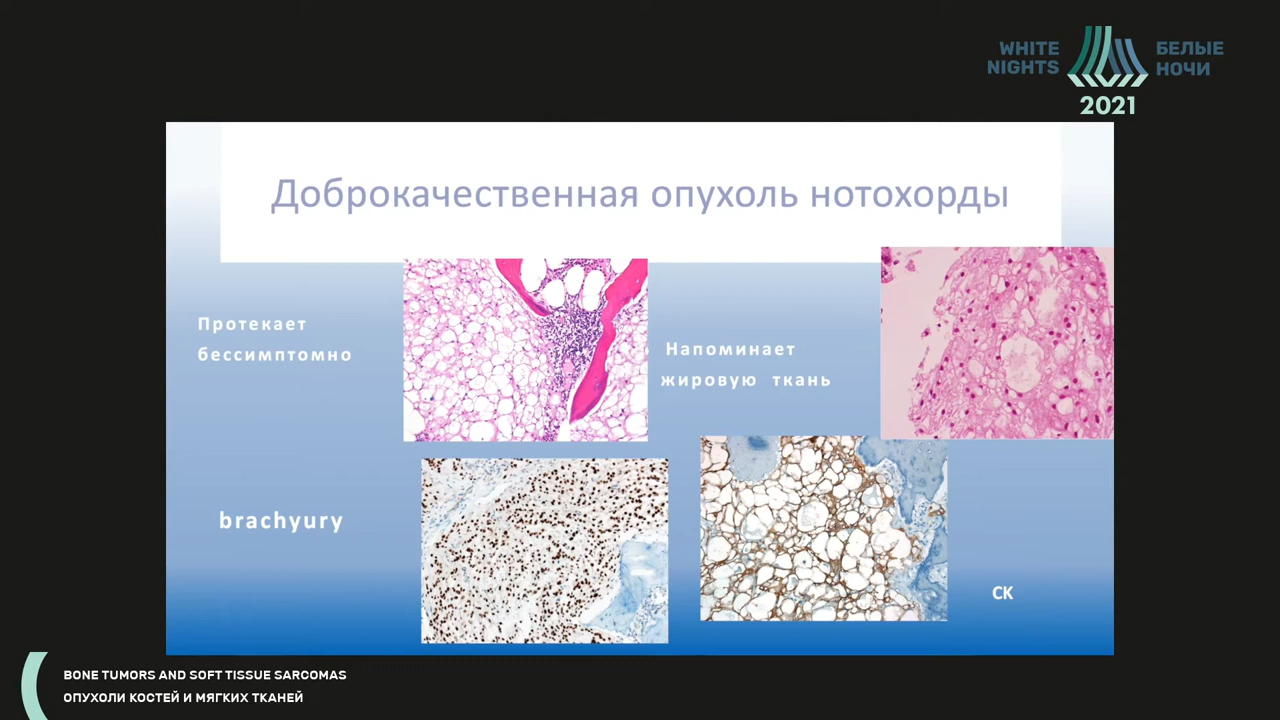 WHITE NIGHTS
БЕЛЫЕ НОЧИ
2021
Доброкачественная опухоль нотохорды
Протекает
бессимптомно
Напоминает
жировую ткань
brachyury
СК
BONE TUMORS AND SOFT TISSUE SARCOMAS
ОПУХОЛИ КОСТЕЙ И МЯГКИХ ТКАНЕЙ